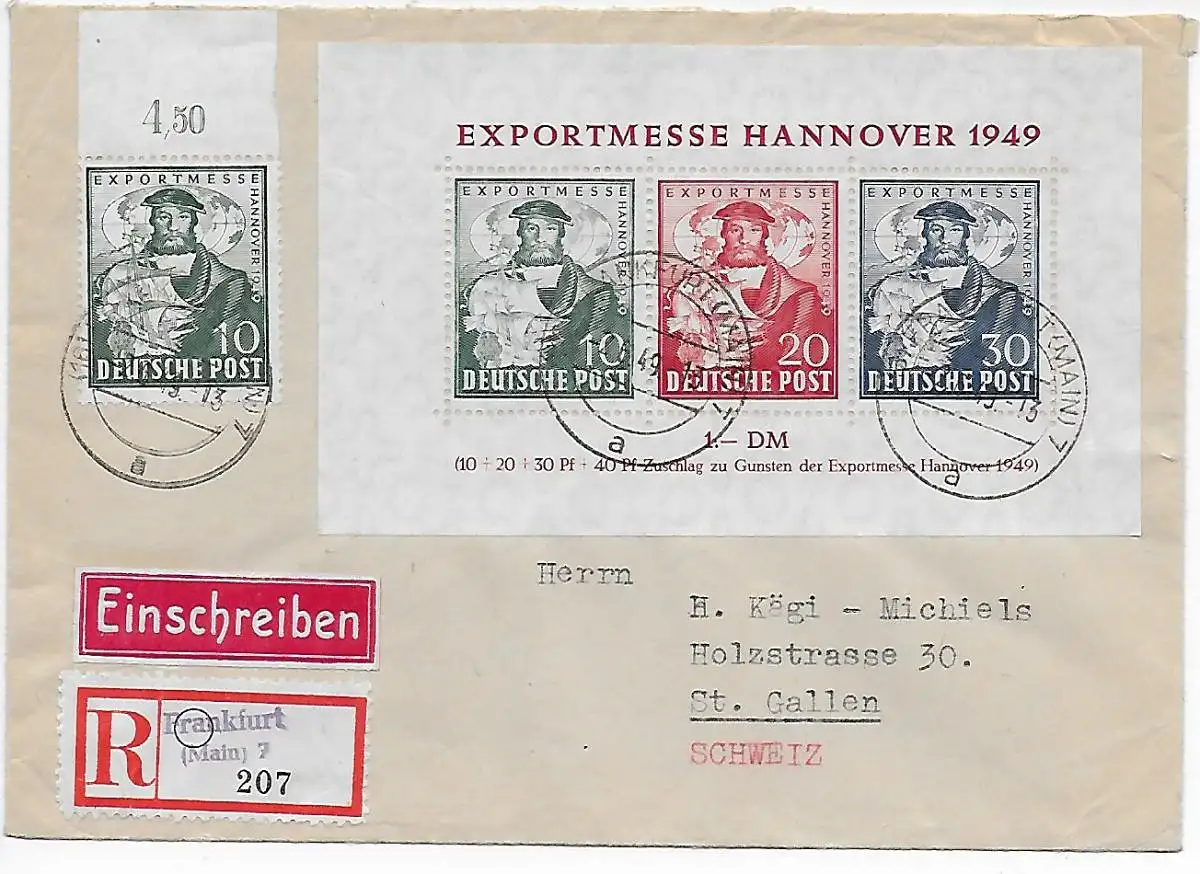 4,50
EXPORTMESSE HANNOVER 1949
10
DEUTSCHE POST
EXPORTMESSE HANNOVER 1949
EXPORTMESSE HANNOVER 1949
10
DEUTSCHE POST
EXPORTMESSE HANNOVER 1949
20
DEUTSCHE POST
EXPORTMESSE HANNOVER 1949
30
DEUTSCHE POST
1.— DM
(10 + 20 + 30 Pf + 40 Pf Zuschlag zu Gunsten der Exportmesse Hannover 1949)
(MAIN) 7
a
a
a
Herrn
H. Kägi - Michiels
Holzstrasse 30.
St. Gallen
SCHWEIZ
Einschreiben
R
Frankfurt
(Main) 7
207